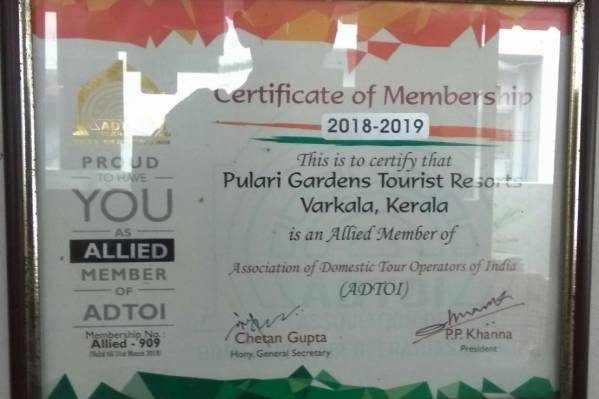 ADTOI
PROUD
TO HAVE
YOU
AS
ALLIED
MEMBER
OF
ADTOI
Membership No.:
Allied - 909
Certificate of Membership
2018-2019
This is to certify that
Pulari Gardens Tourist Resorts
Varkala, Kerala
is an Allied Member of
Association of Domestic Tour Operators of India
(ADTOI)
Chetan Gupta
Hony. General Secretary
P.P. Khanna
President